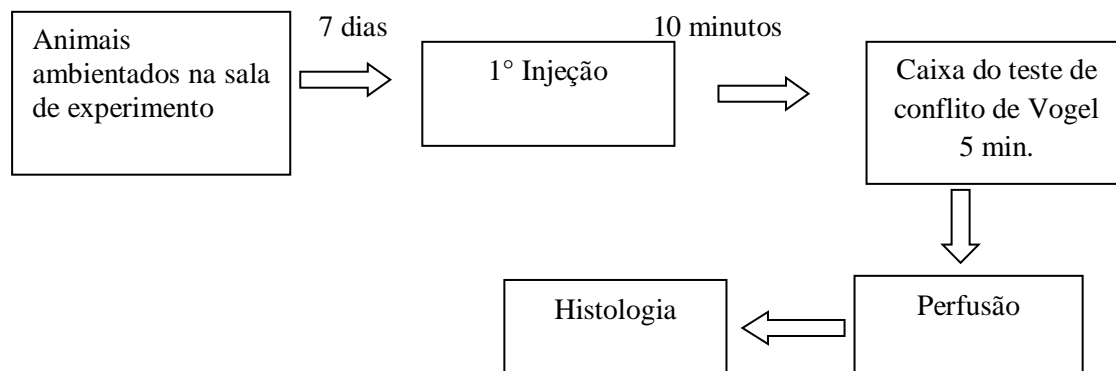 Animais
ambientados na sala
de experimento
7 dias
1° Injeção
10 minutos
Caixa do teste de
conflito de Vogel
5 min.
Perfusão
Histologia